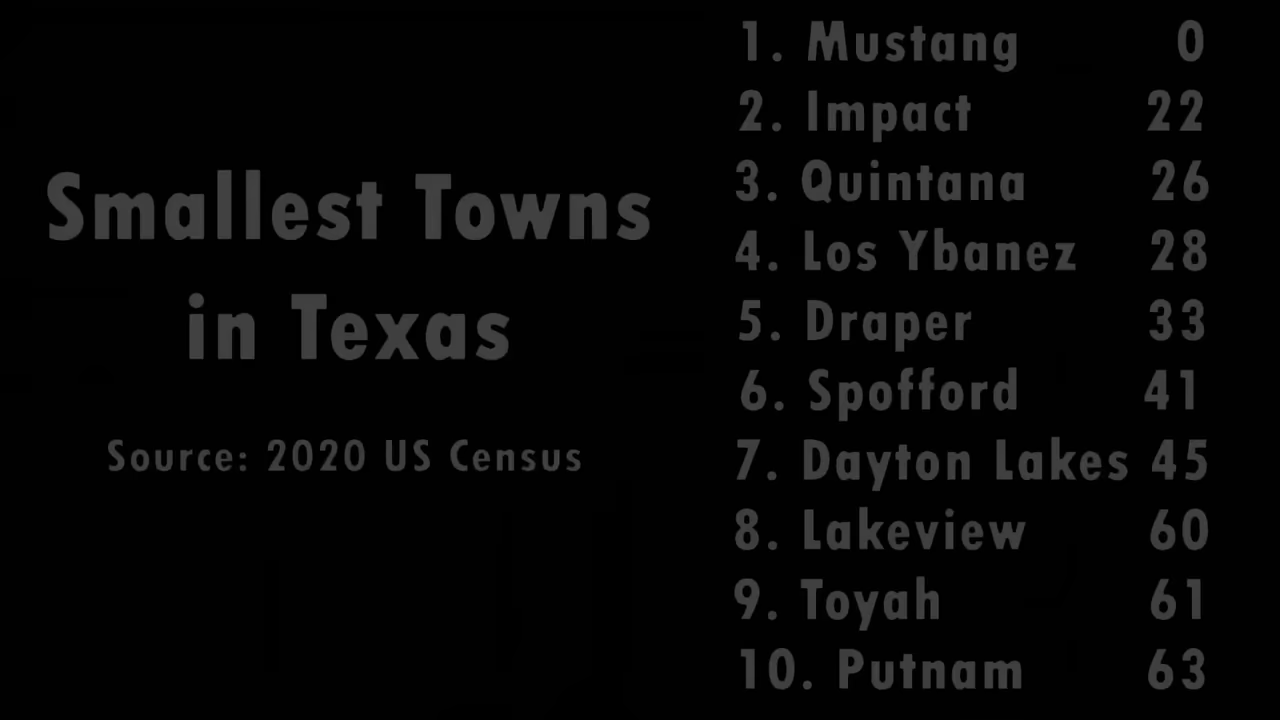 Smallest Towns
in Texas
Source: 2020 US Census
1. Mustang 0
2. Impact 22
3. Quintana 26
4. Los Ybanez 28
5. Draper 33
6. Spofford 41
7. Dayton Lakes 45
8. Lakeview 60
9. Toyah 61
10. Putnam 63